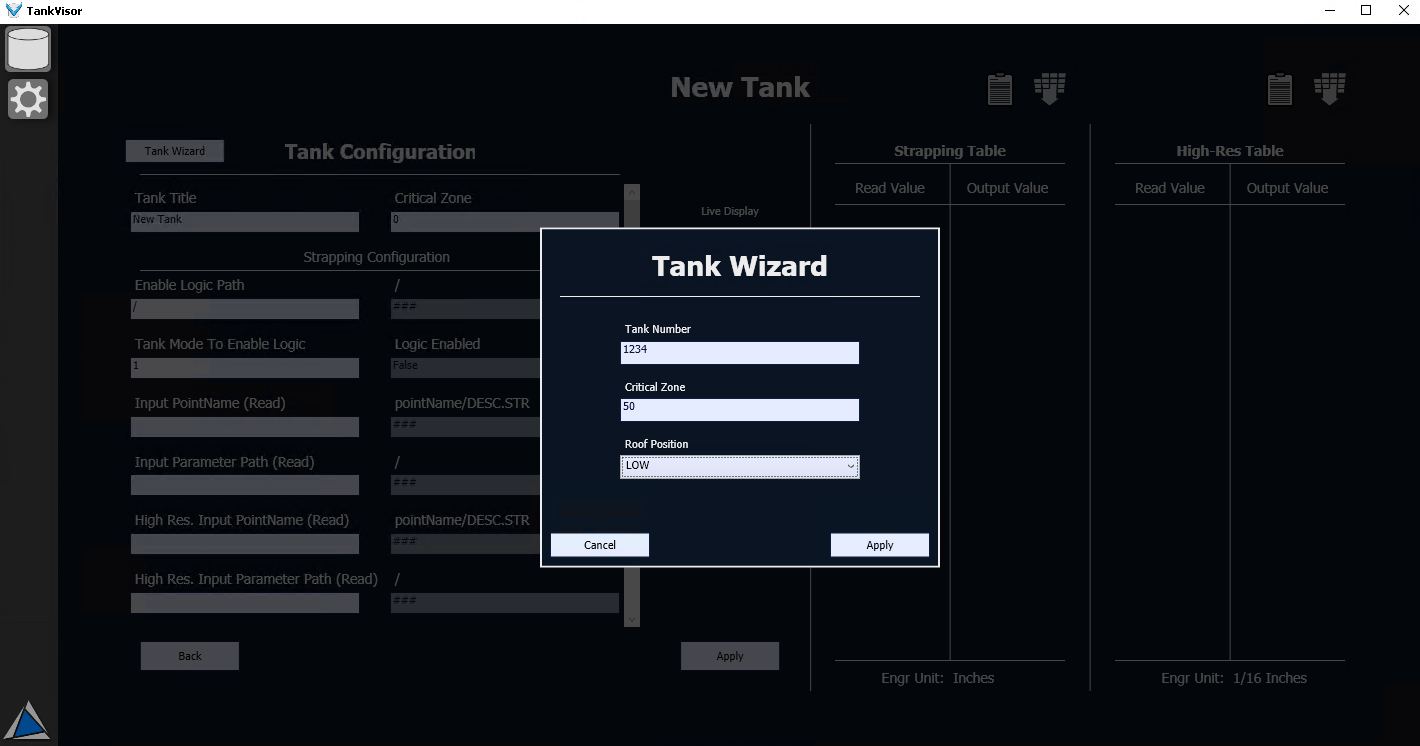 TankVisor
New Tank
Tank Wizard
Tank Configuration
Tank Title
Critical Zone
New Tank
0
Strapping Configuration
Enable Logic Path
/
/
###
Tank Mode To Enable Logic
Logic Enabled
1
False
Input PointName (Read)
pointName/DESC.STR
###
Input Parameter Path (Read)
/
###
High Res. Input PointName (Read)
pointName/DESC.STR
###
High Res. Input Parameter Path (Read)
/
###
Back
Apply
Live Display
Tank Wizard
Tank Number
1234
Critical Zone
50
Roof Position
LOW
Cancel
Apply
Strapping Table
Read Value
Output Value
Engr Unit: Inches
High-Res Table
Read Value
Output Value
Engr Unit: 1/16 Inches